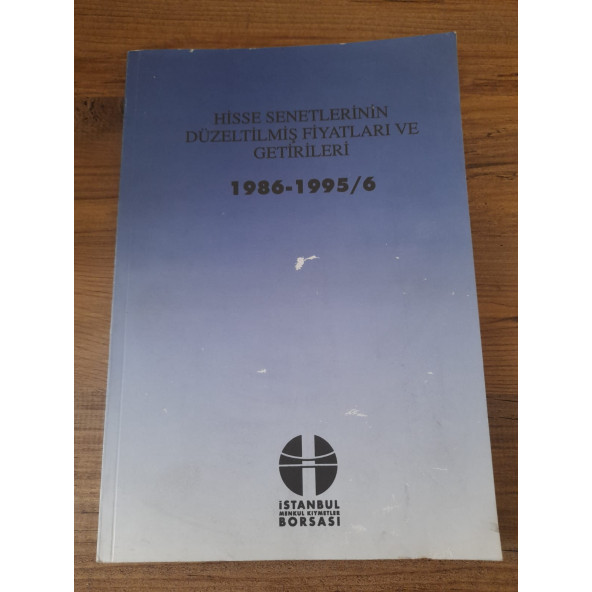 HİSSE SENETLERİNİN
DÜZELTİLMİŞ FİYATLARI VE
GETİRİLERİ
1986-1995/6
İSTANBUL
MENKUL KIYMETLER
BORSASI